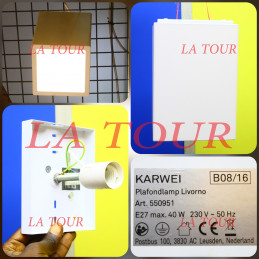 LA TOUR
LA TOUR
LA TOUR
KARWEI
B08/16
Plafondlamp Livorno
Art. 550951
LA TOUR
E27 max. 40 W 230 V ~ 50 Hz
CE
Postbus 100, 3830 AC Leusden, Nederland